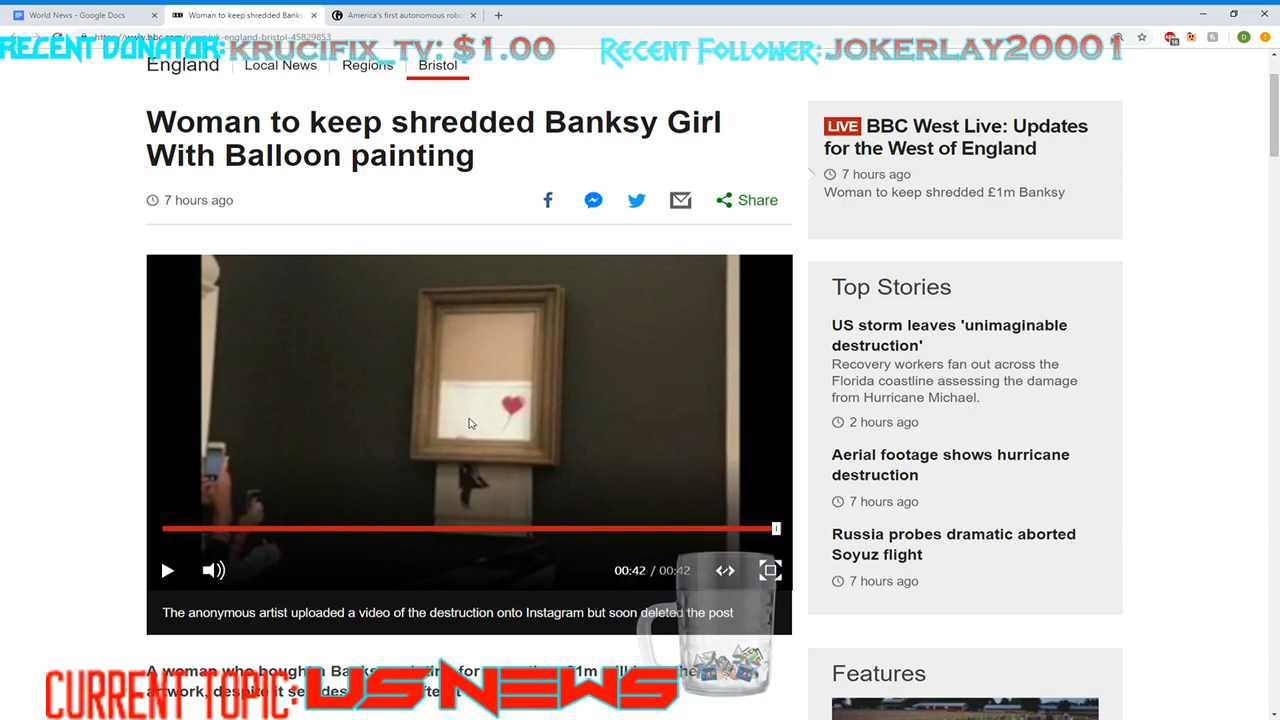 World News - Google Docs
Woman to keep shredded Banks
America's first autonomous robo
RECENT DONATOR: KRUCIFIX_TV: $1.00
RECENT FOLLOWER: JOKERLAY20001
England
Local News
Regions
Bristol
Woman to keep shredded Banksy Girl
With Balloon painting
7 hours ago
Share
00:42 / 00:42
The anonymous artist uploaded a video of the destruction onto Instagram but soon deleted the post
A woman who bought
artwork, despite it
CURRENT TOPIC: US NEWS
LIVE BBC West Live: Updates
for the West of England
7 hours ago
Woman to keep shredded £1m Banksy
Top Stories
US storm leaves 'unimaginable
destruction'
Recovery workers fan out across the
Florida coastline assessing the damage
from Hurricane Michael.
2 hours ago
Aerial footage shows hurricane
destruction
7 hours ago
Russia probes dramatic aborted
Soyuz flight
7 hours ago
Features